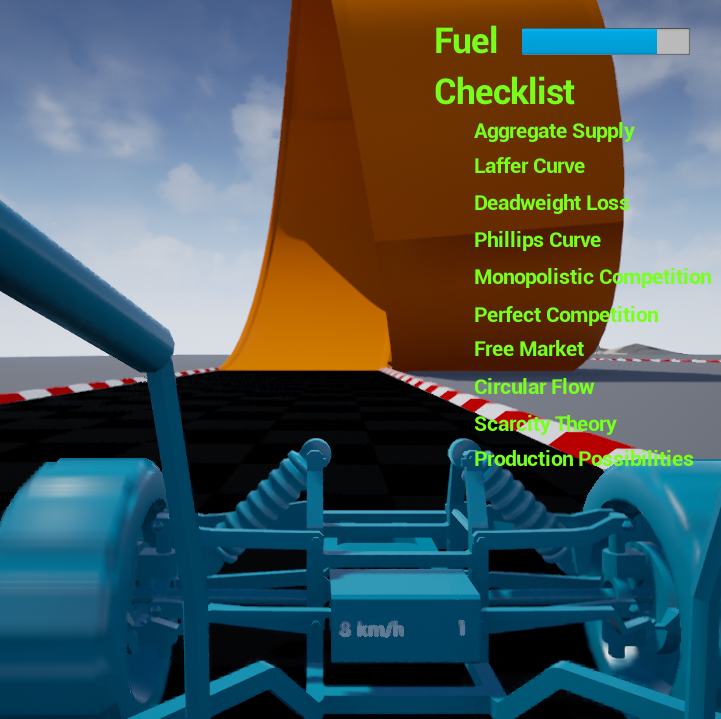 Fuel
Checklist
Aggregate Supply
Laffer Curve
Deadweight Loss
Phillips Curve
Monopolistic Competition
Perfect Competition
Free Market
Circular Flow
Scarcity Theory
Production Possibilities
8 km/h 1